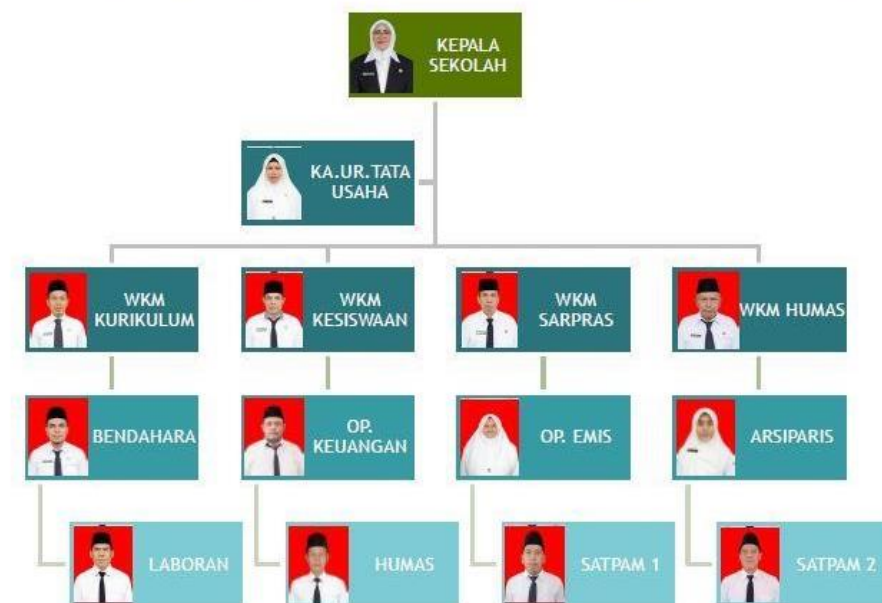 KEPALA
SEKOLAH
KA.UR.TATA
USAHA
WKM
KURIKULUM
WKM
KESISWAAN
WKM
SARPRAS
WKM HUMAS
BENDAHARA
OP.
KEUANGAN
OP. EMIS
ARSIPARIS
LABORAN
HUMAS
SATPAM 1
SATPAM 2